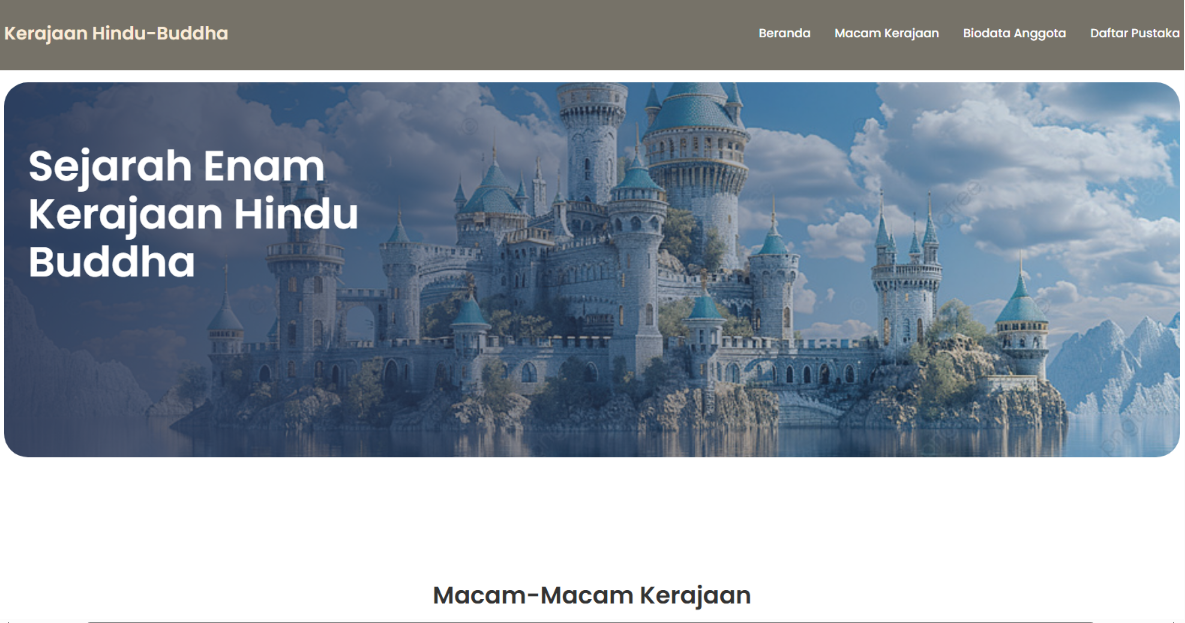 Kerajaan Hindu-Buddha
Beranda
Macam Kerajaan
Biodata Anggota
Daftar Pustaka
Sejarah Enam
Kerajaan Hindu
Buddha
Macam-Macam Kerajaan